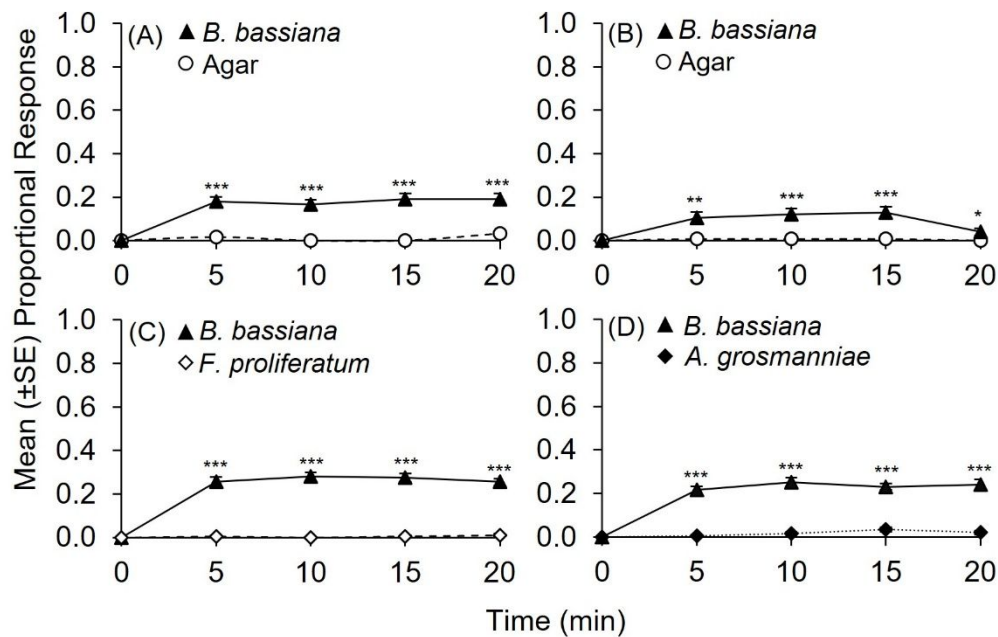 Mean (±SE) Proportional Response
(A)
▲ B. bassiana
○ Agar
1.0
0.8
0.6
0.4
0.2
0.0
*** *** *** ***
0 5 10 15 20
(B)
▲ B. bassiana
○ Agar
1.0
0.8
0.6
0.4
0.2
0.0
** *** *** *
0 5 10 15 20
(C)
▲ B. bassiana
◇ F. proliferatum
1.0
0.8
0.6
0.4
0.2
0.0
*** *** *** ***
0 5 10 15 20
(D)
▲ B. bassiana
◆ A. grosmanniae
1.0
0.8
0.6
0.4
0.2
0.0
*** *** *** ***
0 5 10 15 20
Time (min)